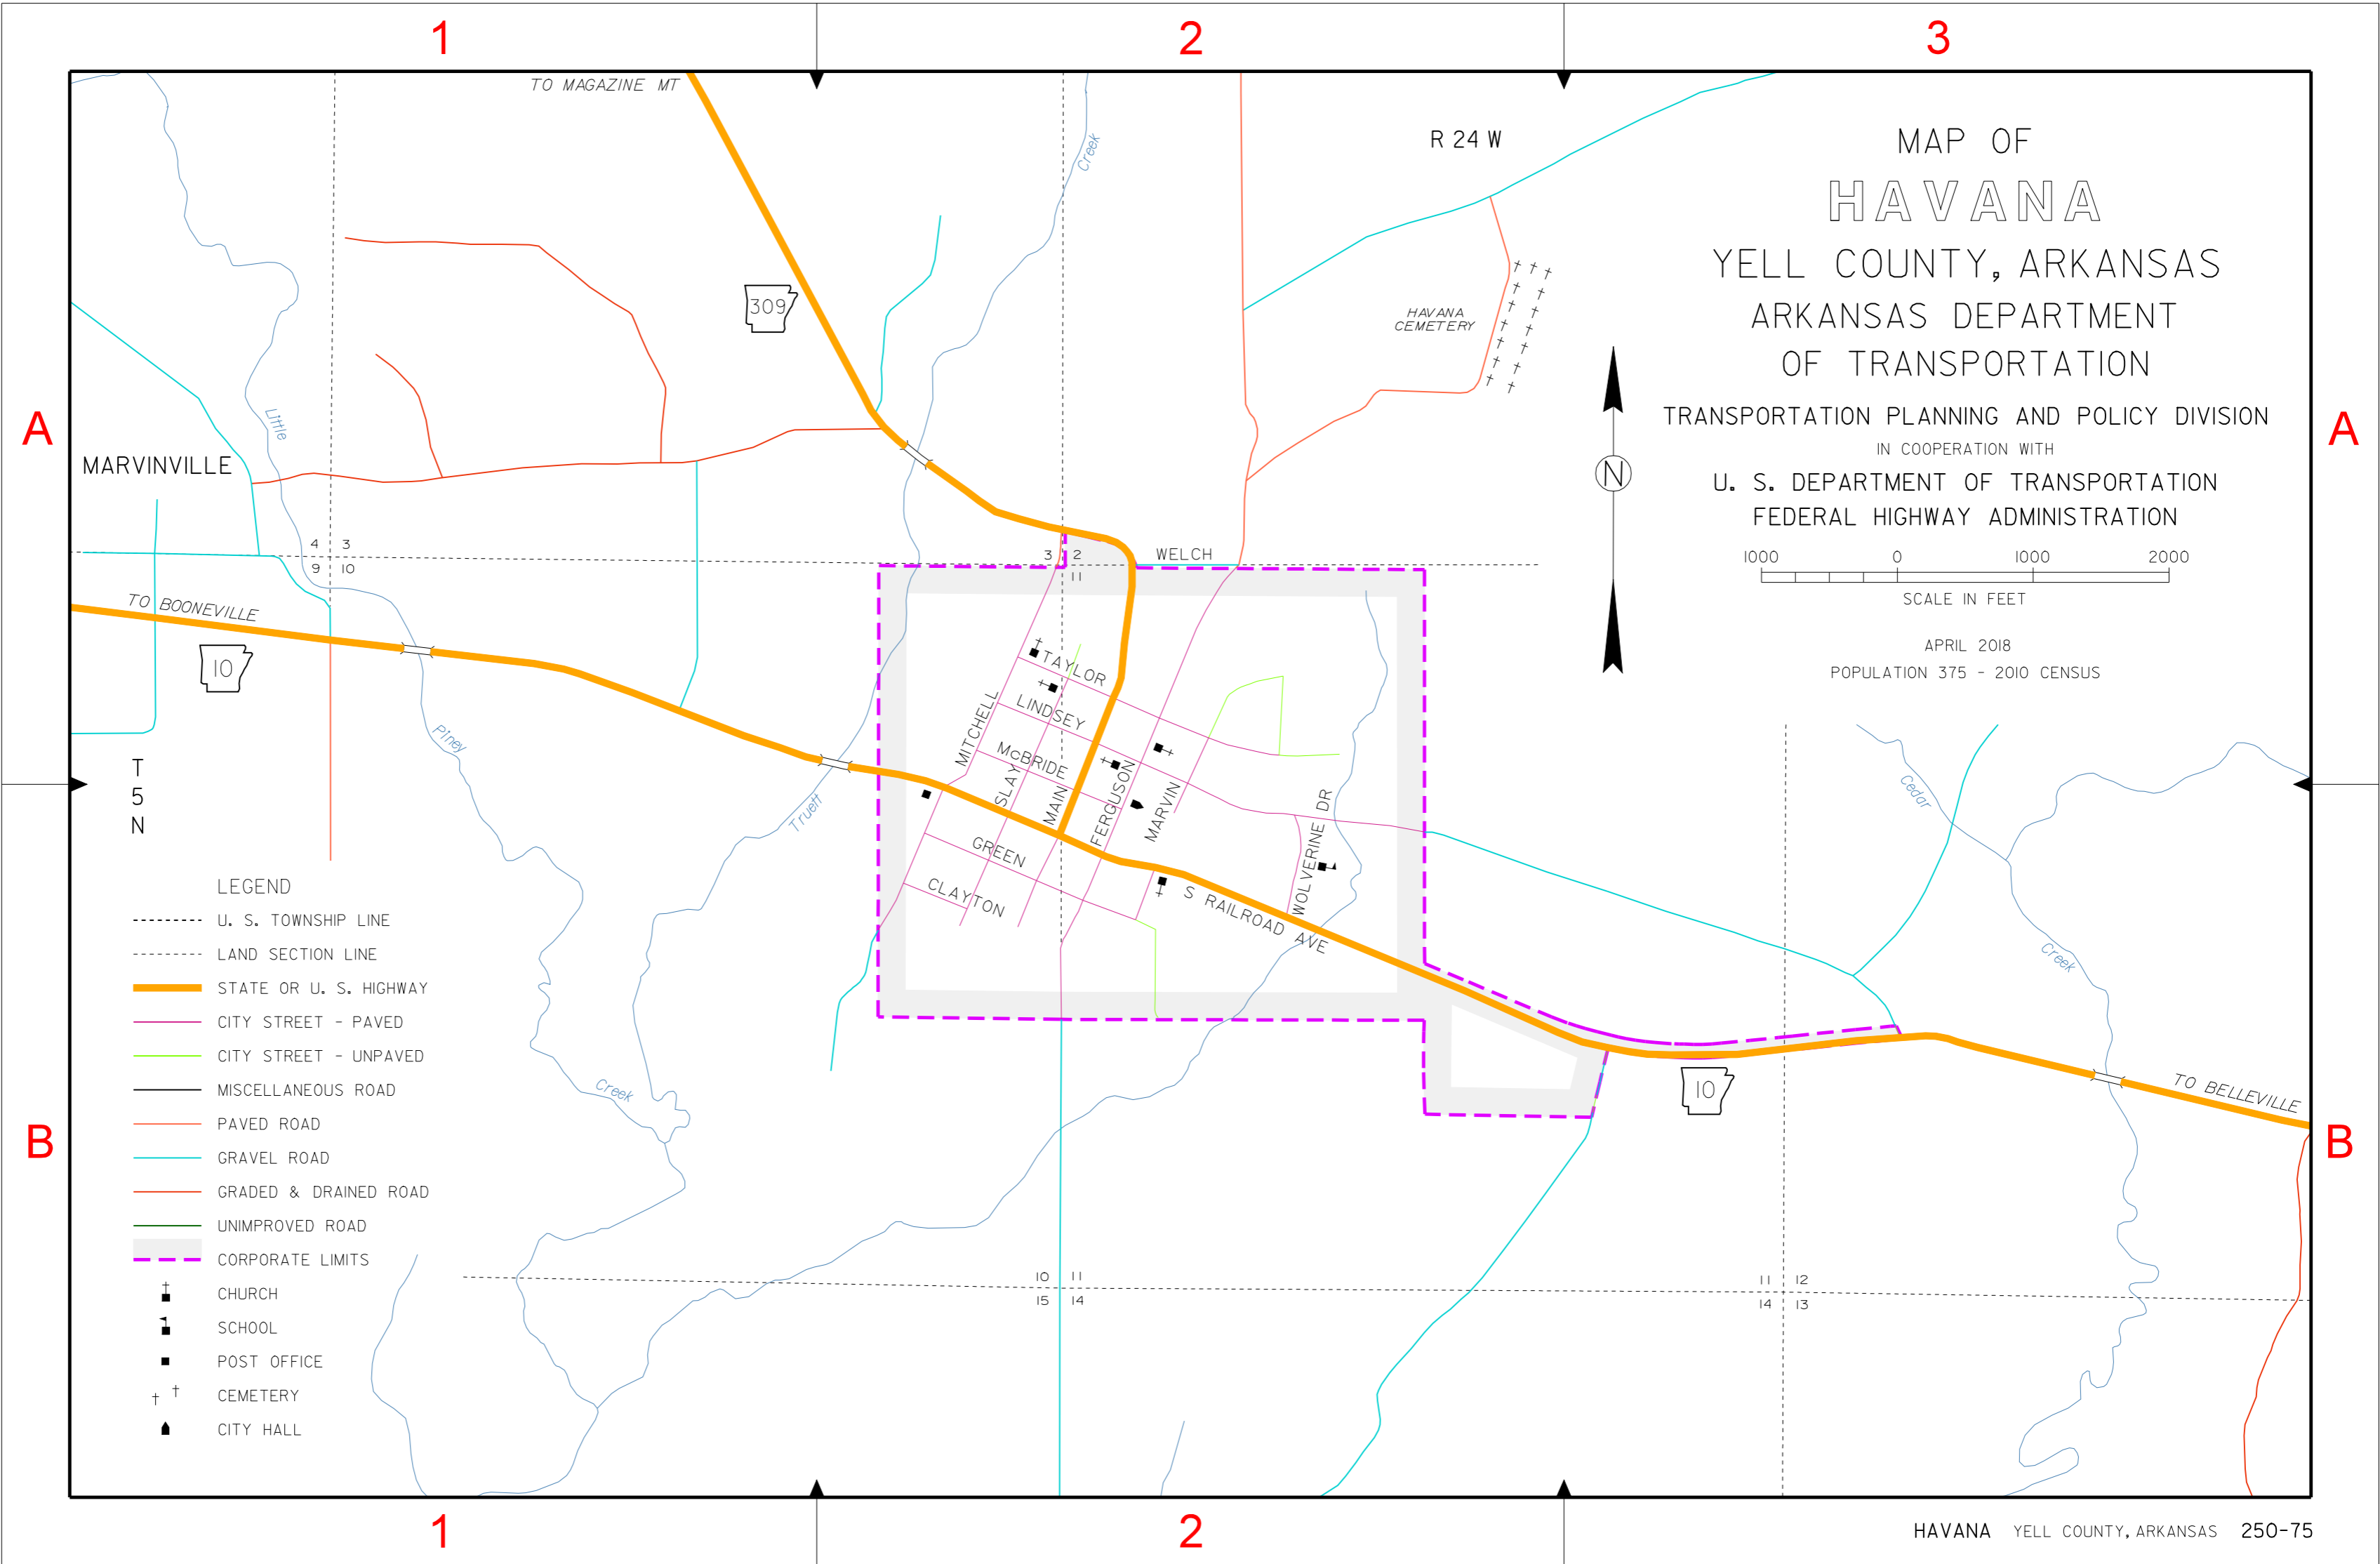 1 2 3
TO MAGAZINE MT
Creek
R 24 W
MAP OF
HAVANA
YELL COUNTY, ARKANSAS
ARKANSAS DEPARTMENT
OF TRANSPORTATION
TRANSPORTATION PLANNING AND POLICY DIVISION
IN COOPERATION WITH
U. S. DEPARTMENT OF TRANSPORTATION
FEDERAL HIGHWAY ADMINISTRATION
1000 0 1000 2000
SCALE IN FEET
APRIL 2018
POPULATION 375 - 2010 CENSUS
N
309
HAVANA
CEMETERY
A A
Little
MARVINVILLE
4 3
9 10
3 2
11
WELCH
TO BOONEVILLE
10
Piney
T
5
N
TAYLOR
LINDSEY
MITCHELL
McBRIDE
SLAY
MAIN
FERGUSON
MARVIN
WOLVERINE DR
Truett
GREEN
CLAYTON
S RAILROAD AVE
Cedar
Creek
Creek
10
TO BELLEVILLE
B B
LEGEND
U. S. TOWNSHIP LINE
LAND SECTION LINE
STATE OR U. S. HIGHWAY
CITY STREET - PAVED
CITY STREET - UNPAVED
MISCELLANEOUS ROAD
PAVED ROAD
GRAVEL ROAD
GRADED & DRAINED ROAD
UNIMPROVED ROAD
CORPORATE LIMITS
CHURCH
SCHOOL
POST OFFICE
CEMETERY
CITY HALL
10 11
15 14
11 12
14 13
1 2
HAVANA YELL COUNTY, ARKANSAS 250-75